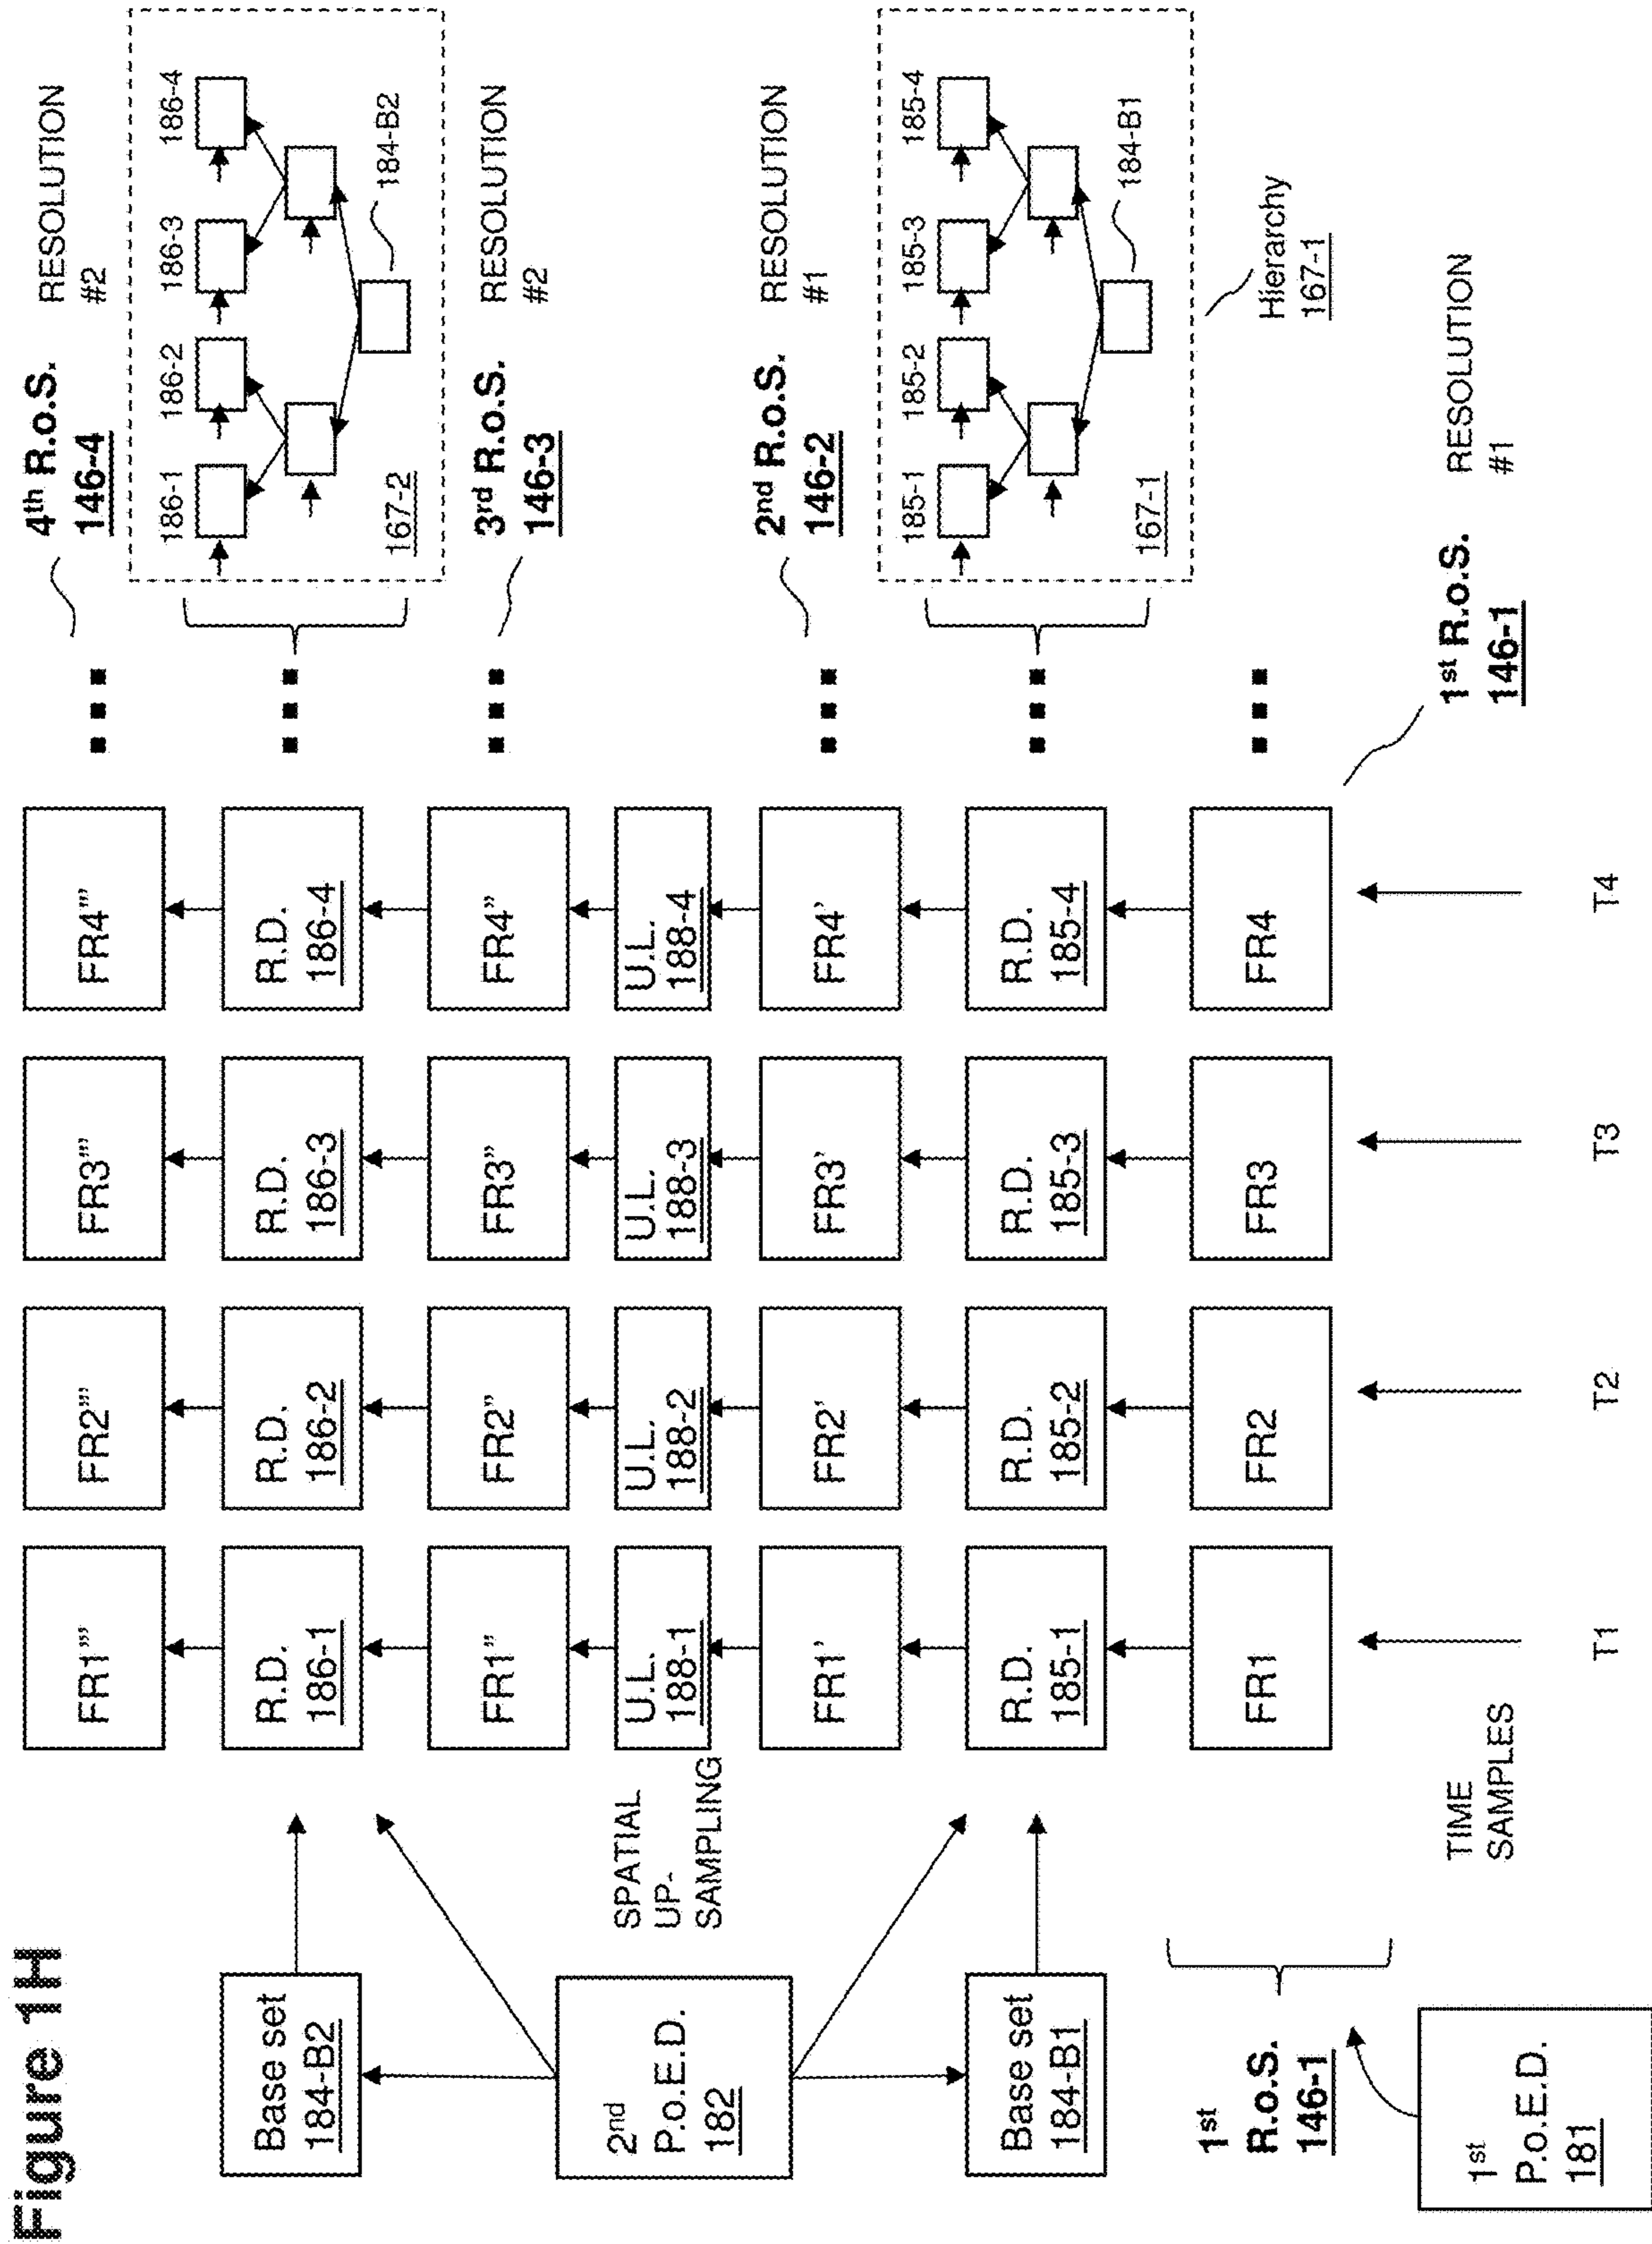 Figure 1H
FR1'''
FR2'''
FR3'''
FR4'''
4th R.o.S.
146-4
RESOLUTION
#2
Base set
184-B2
R.D.
186-1
R.D.
186-2
R.D.
186-3
R.D.
186-4
186-1
186-2
186-3
186-4
167-2
184-B2
FR1''
FR2''
FR3''
FR4''
3rd R.o.S.
146-3
RESOLUTION
#2
2nd
P.o.E.D.
182
SPATIAL
UP-
SAMPLING
U.L.
188-1
U.L.
188-2
U.L.
188-3
U.L.
188-4
FR1'
FR2'
FR3'
FR4'
2nd R.o.S.
146-2
RESOLUTION
#1
Base set
184-B1
R.D.
185-1
R.D.
185-2
R.D.
185-3
R.D.
185-4
185-1
185-2
185-3
185-4
167-1
184-B1
1st
R.o.S.
146-1
FR1
FR2
FR3
FR4
Hierarchy
167-1
1st
P.o.E.D.
181
TIME
SAMPLES
1st R.o.S.
146-1
RESOLUTION
#1
T1
T2
T3
T4